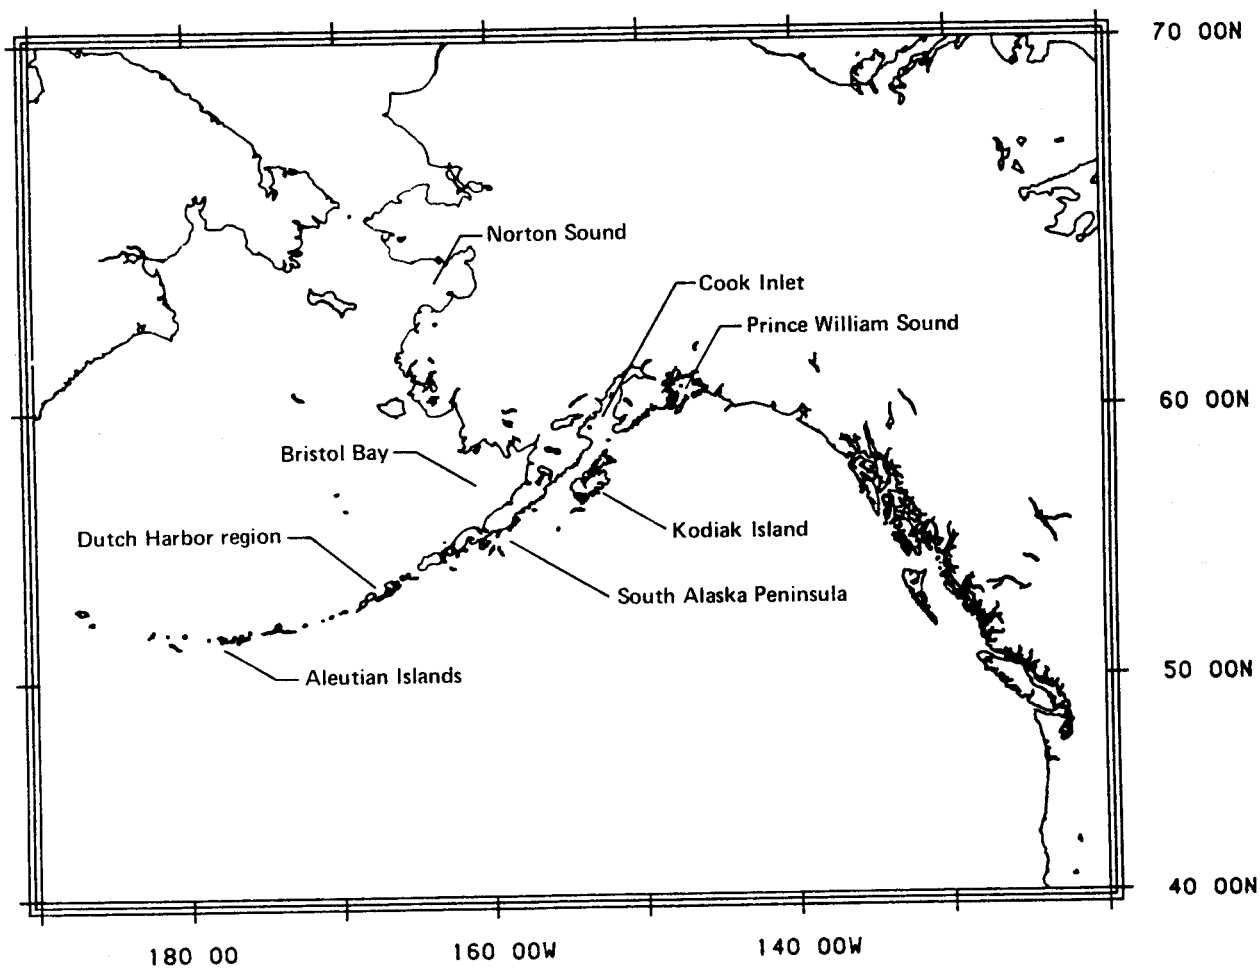 70 00N
Norton Sound
Cook Inlet
Prince William Sound
60 00N
Bristol Bay
Kodiak Island
Dutch Harbor region
South Alaska Peninsula
Aleutian Islands
50 00N
40 00N
180 00
160 00W
140 00W